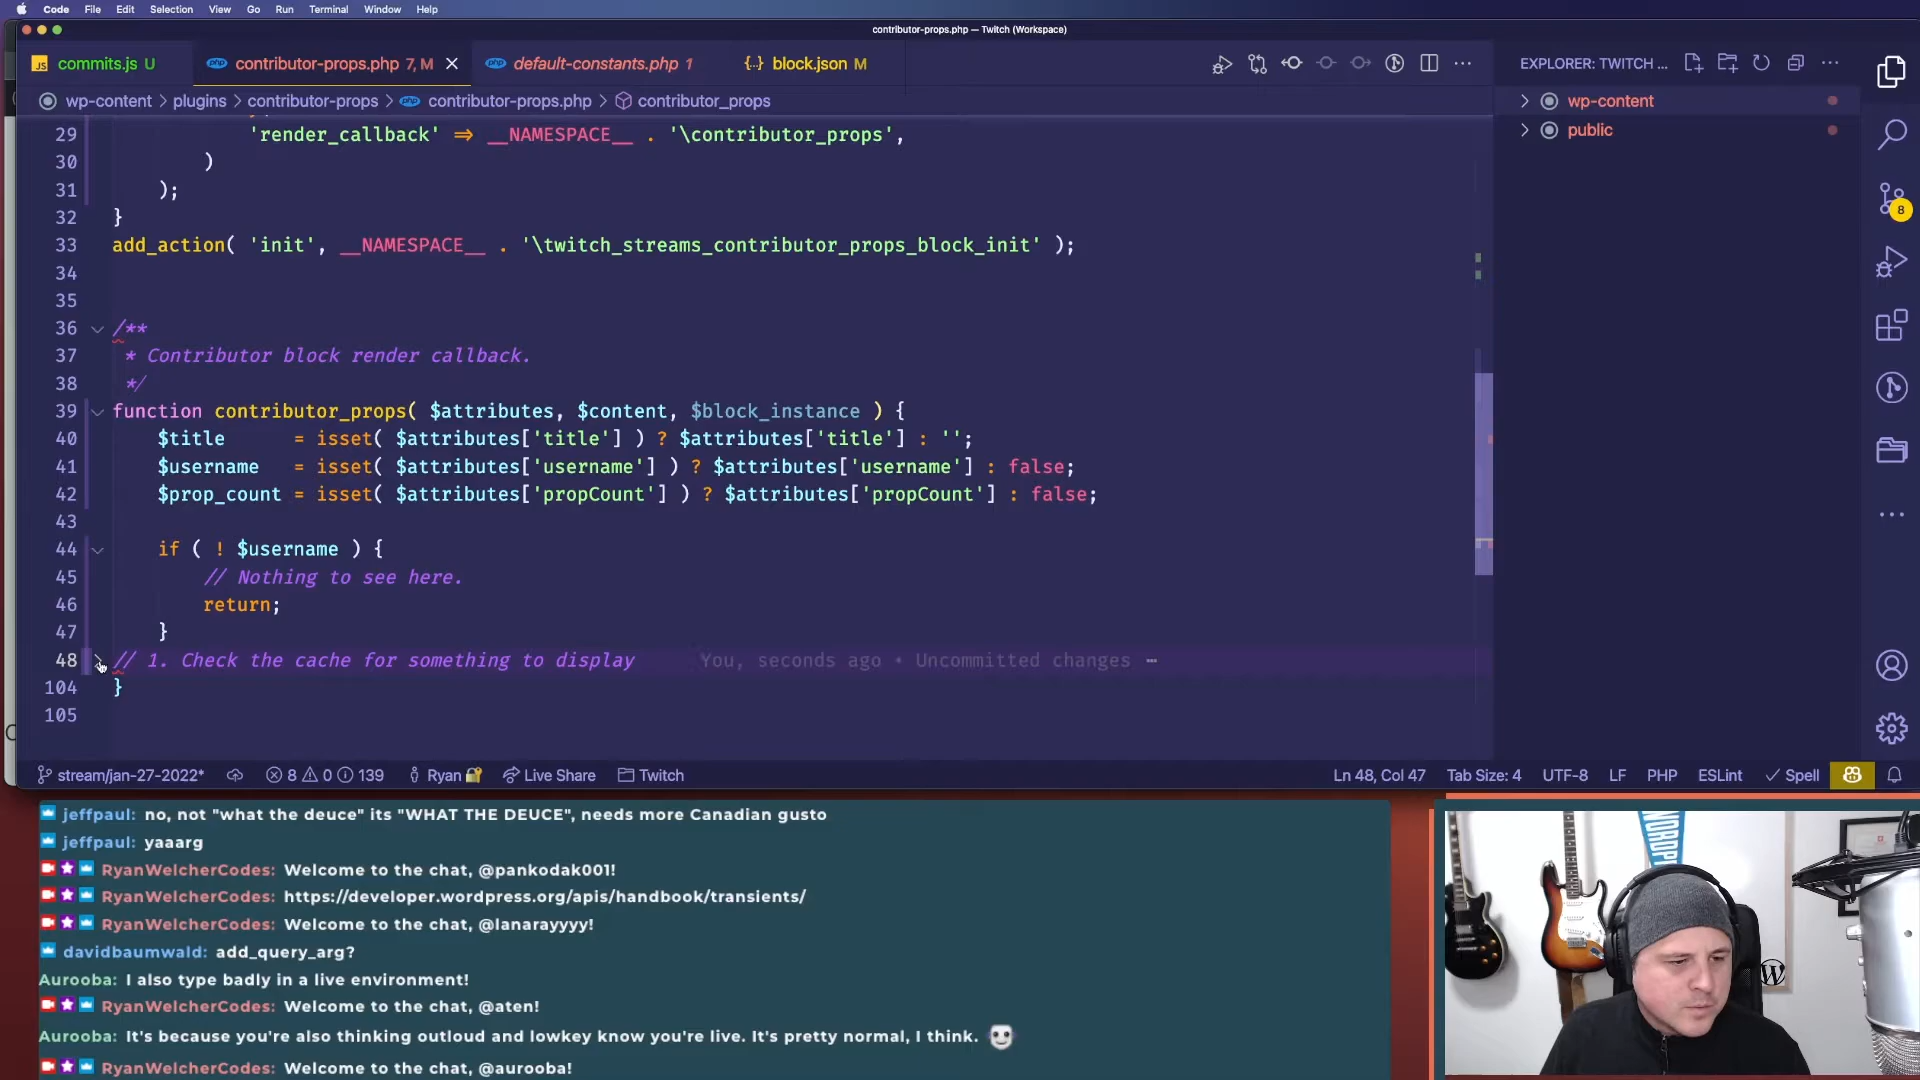 Code File Edit Selection View Go Run Terminal Window Help
contributor-props.php — Twitch (Workspace)
JS commits.js U php contributor-props.php 7, M php default-constants.php 1 {..} block.json M
EXPLORER: TWITCH ...
wp-content > plugins > contributor-props > php contributor-props.php > contributor_props
wp-content
public
29 'render_callback' => __NAMESPACE__ . '\contributor_props',
30 )
31 );
32 }
33 add_action( 'init', __NAMESPACE__ . '\twitch_streams_contributor_props_block_init' );
34
35
36 /**
37 * Contributor block render callback.
38 */
39 function contributor_props( $attributes, $content, $block_instance ) {
40 $title = isset( $attributes['title'] ) ? $attributes['title'] : '';
41 $username = isset( $attributes['username'] ) ? $attributes['username'] : false;
42 $prop_count = isset( $attributes['propCount'] ) ? $attributes['propCount'] : false;
43
44 if ( ! $username ) {
45 // Nothing to see here.
46 return;
47 }
48 // 1. Check the cache for something to display You, seconds ago • Uncommitted changes ⋯
104 }
105
8
stream/jan-27-2022* 8 0 139 Ryan Live Share Twitch Ln 48, Col 47 Tab Size: 4 UTF-8 LF PHP ESLint Spell
jeffpaul: no, not "what the deuce" its "WHAT THE DEUCE", needs more Canadian gusto
jeffpaul: yaaarg
RyanWelcherCodes: Welcome to the chat, @pankodak001!
RyanWelcherCodes: https://developer.wordpress.org/apis/handbook/transients/
RyanWelcherCodes: Welcome to the chat, @lanarayyyy!
davidbaumwald: add_query_arg?
Aurooba: I also type badly in a live environment!
RyanWelcherCodes: Welcome to the chat, @aten!
Aurooba: It's because you're also thinking outloud and lowkey know you're live. It's pretty normal, I think.
RyanWelcherCodes: Welcome to the chat, @aurooba!